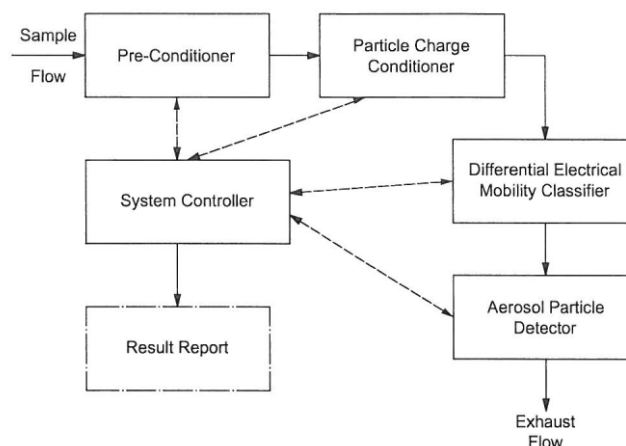 Sample
Flow
Pre-Conditioner
Particle Charge
Conditioner
System Controller
Differential Electrical
Mobility Classifier
Result Report
Aerosol Particle
Detector
Exhaust
Flow